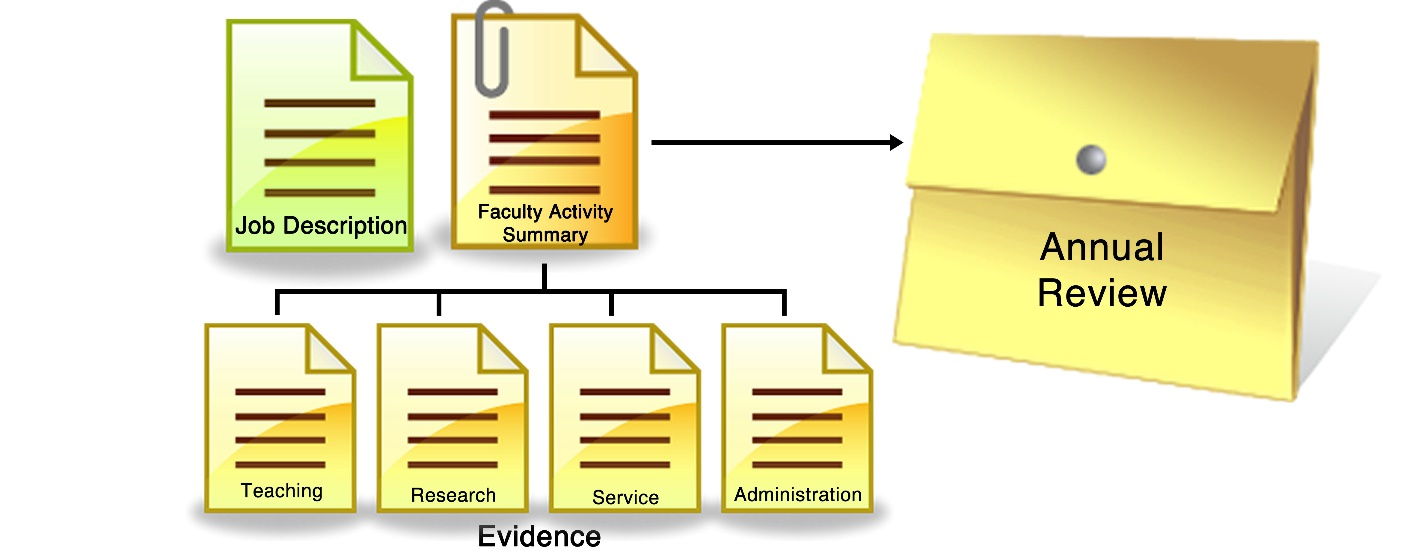 Job Description
Faculty Activity
Summary
Annual
Review
Teaching
Research
Service
Administration
Evidence